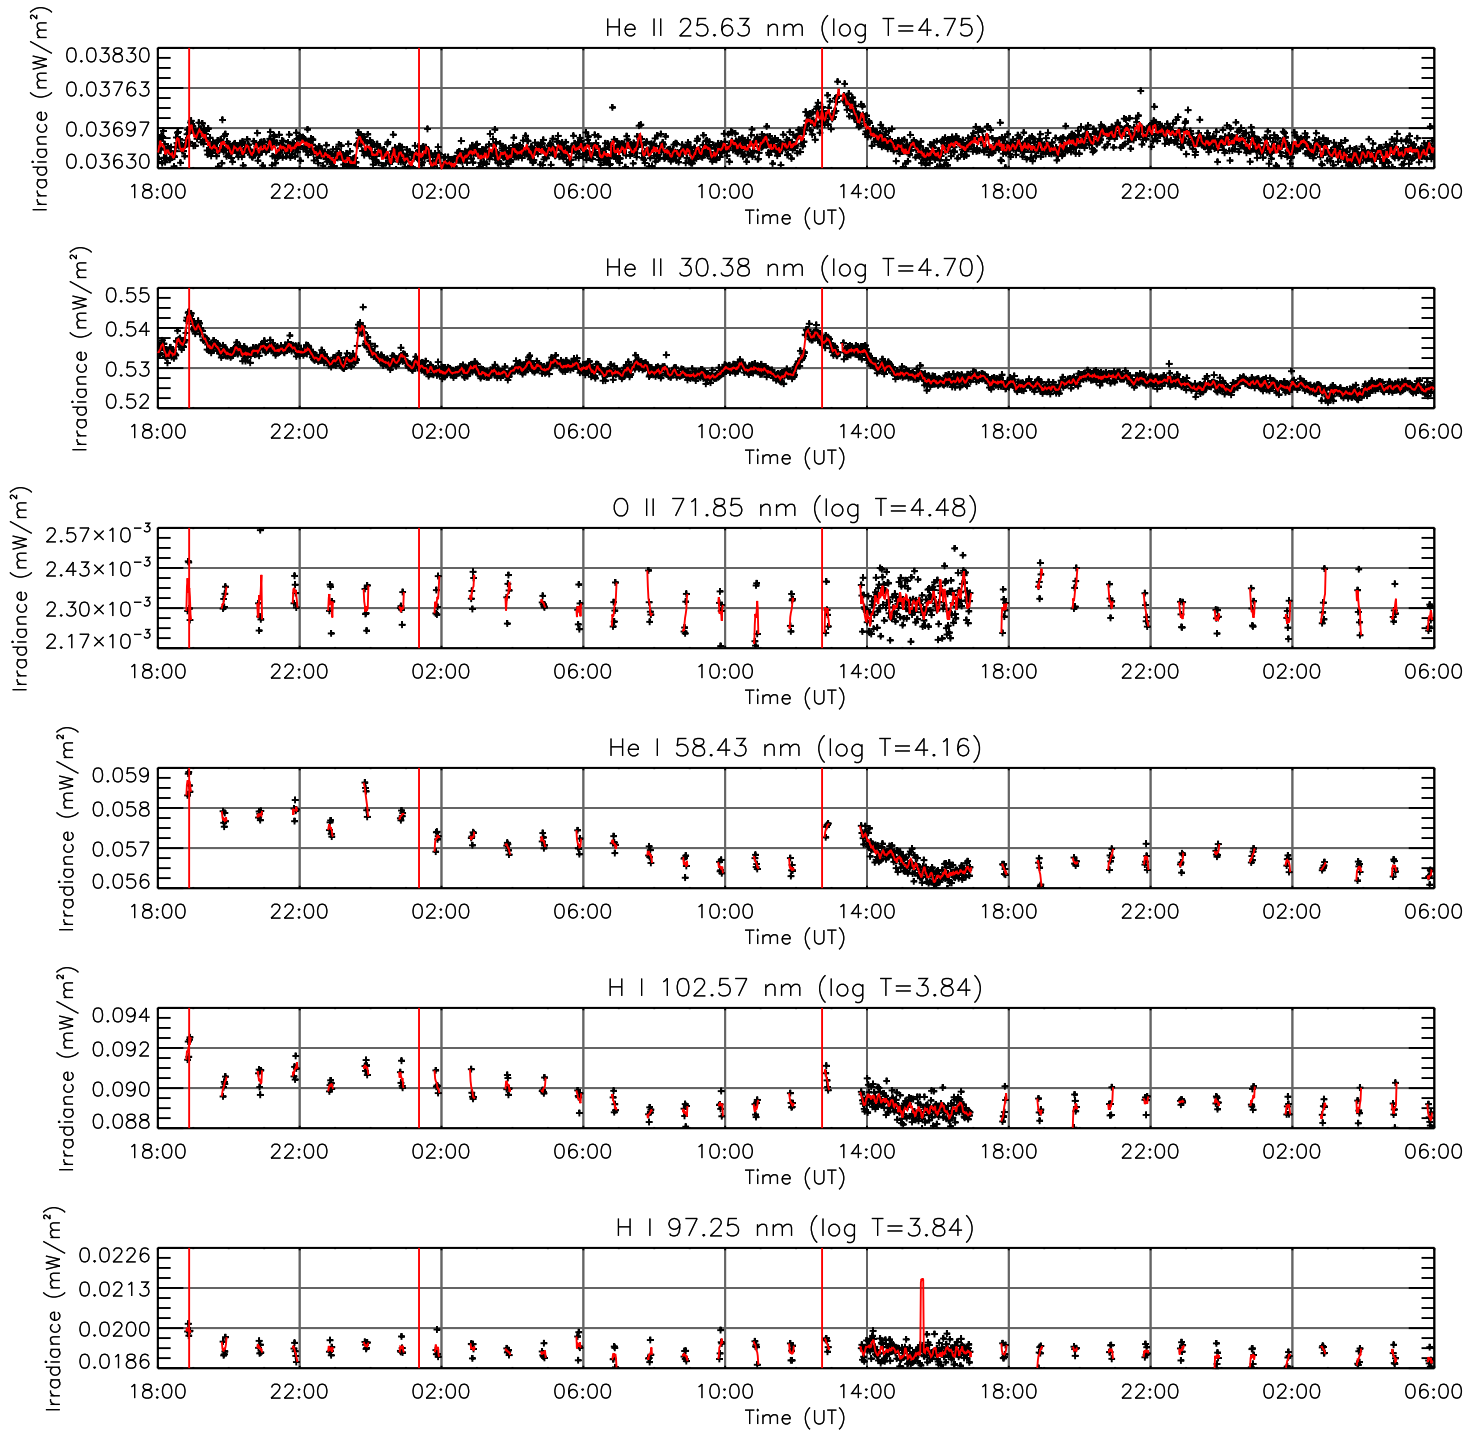 He II 25.63 nm (log T=4.75)
Irradiance (mW/m²)
0.03830
0.03763
0.03697
0.03630
18:00 22:00 02:00 06:00 10:00 14:00 18:00 22:00 02:00 06:00
Time (UT)
He II 30.38 nm (log T=4.70)
Irradiance (mW/m²)
0.55
0.54
0.53
0.52
18:00 22:00 02:00 06:00 10:00 14:00 18:00 22:00 02:00 06:00
Time (UT)
O II 71.85 nm (log T=4.48)
Irradiance (mW/m²)
2.57×10⁻³
2.43×10⁻³
2.30×10⁻³
2.17×10⁻³
18:00 22:00 02:00 06:00 10:00 14:00 18:00 22:00 02:00 06:00
Time (UT)
He I 58.43 nm (log T=4.16)
Irradiance (mW/m²)
0.059
0.058
0.057
0.056
18:00 22:00 02:00 06:00 10:00 14:00 18:00 22:00 02:00 06:00
Time (UT)
H I 102.57 nm (log T=3.84)
Irradiance (mW/m²)
0.094
0.092
0.090
0.088
18:00 22:00 02:00 06:00 10:00 14:00 18:00 22:00 02:00 06:00
Time (UT)
H I 97.25 nm (log T=3.84)
Irradiance (mW/m²)
0.0226
0.0213
0.0200
0.0186
18:00 22:00 02:00 06:00 10:00 14:00 18:00 22:00 02:00 06:00
Time (UT)